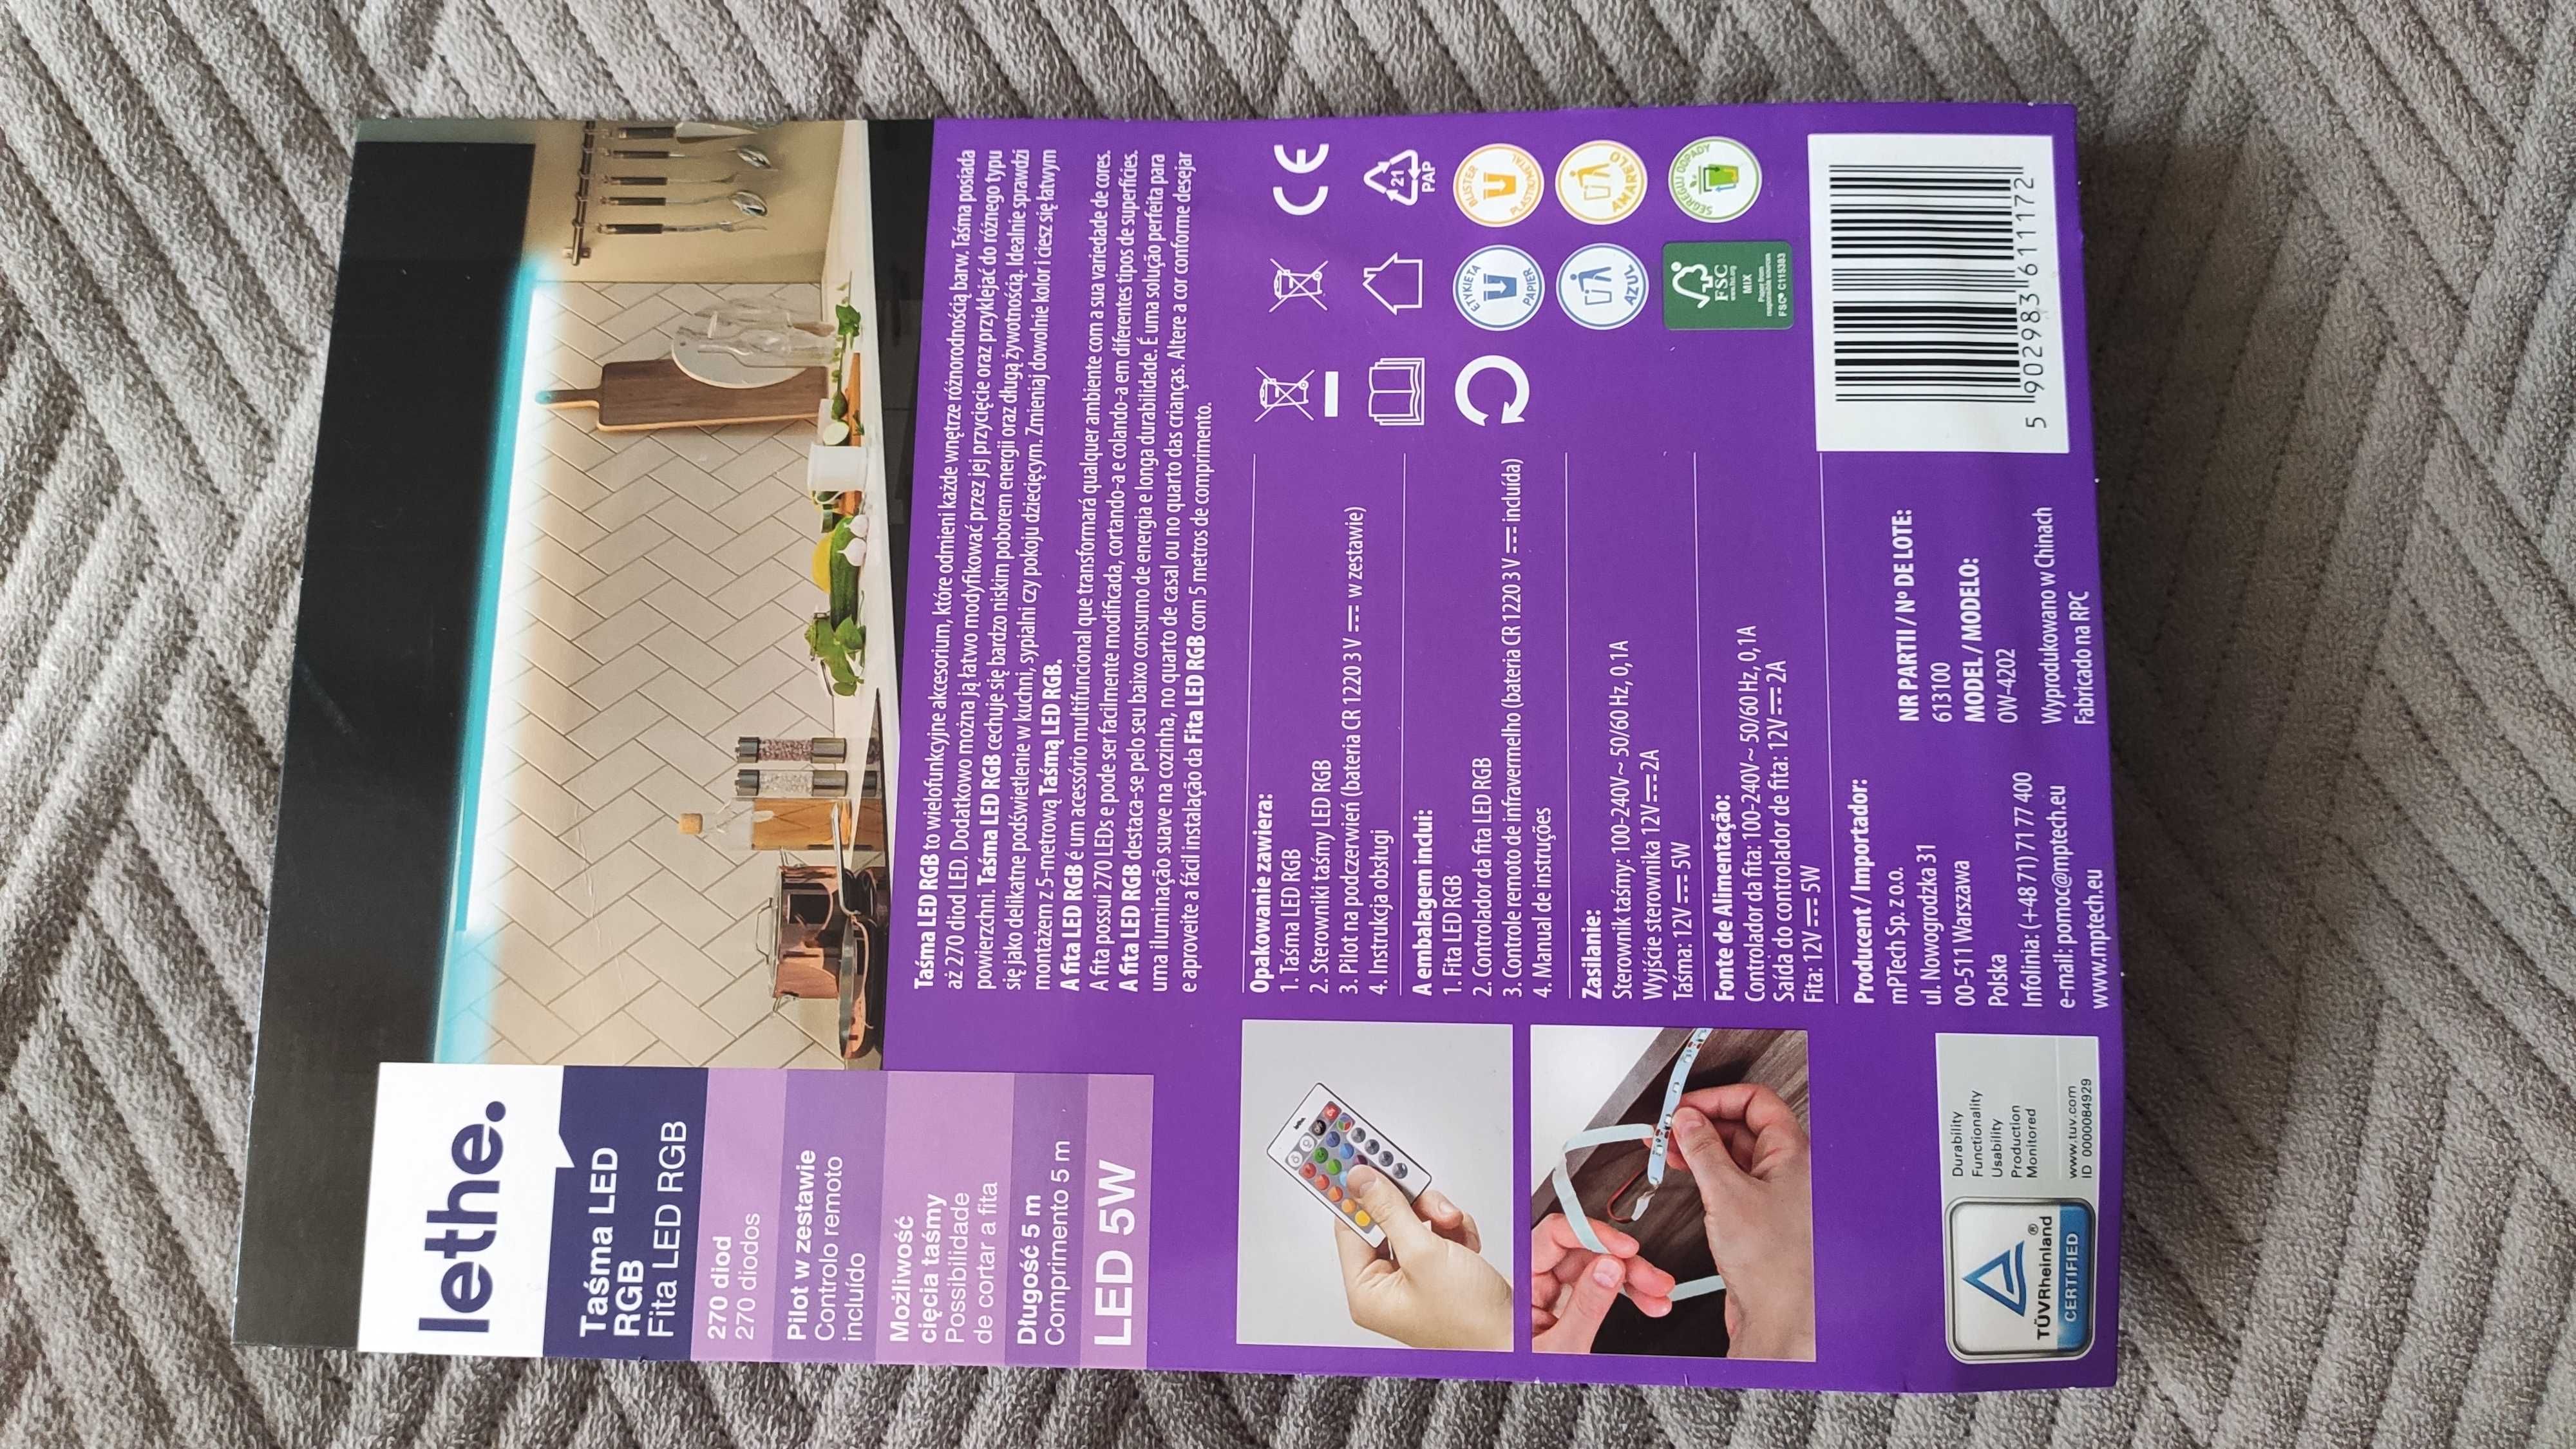 lethe.
Taśma LED
RGB
Fita LED RGB
270 diod
270 diodos
Pilot w zestawie
Controlo remoto
incluído
Możliwość
cięcia taśmy
Possibilidade
de cortar a fita
Długość 5 m
Comprimento 5 m
LED 5W
Taśma LED RGB to wielofunkcyjne akcesorium, które odmieni każde wnętrze różnorodnością barw. Taśma posiada
aż 270 diod LED. Dodatkowo można ją łatwo modyfikować przez jej przycięcie oraz przyklejać do różnego typu
powierzchni. Taśma LED RGB cechuje się bardzo niskim poborem energii oraz długą żywotnością. Idealnie sprawdzi
się jako delikatne podświetlenie w kuchni, sypialni czy pokoju dziecięcym. Zmieniaj dowolnie kolor i ciesz się łatwym
montażem z 5-metrową Taśmą LED RGB.
A fita LED RGB é um acessório multifuncional que transformará qualquer ambiente com a sua variedade de cores.
A fita possui 270 LEDs e pode ser facilmente modificada, cortando-a e colando-a em diferentes tipos de superfícies.
A fita LED RGB destaca-se pelo seu baixo consumo de energia e longa durabilidade. É uma solução perfeita para
uma iluminação suave na cozinha, no quarto de casal ou no quarto das crianças. Altere a cor conforme desejar
e aproveite a fácil instalação da Fita LED RGB com 5 metros de comprimento.
Opakowanie zawiera:
1. Taśma LED RGB
2. Sterowniki taśmy LED RGB
3. Pilot na podczerwień (bateria CR 1220 3 V ⎓ w zestawie)
4. Instrukcja obsługi
A embalagem inclui:
1. Fita LED RGB
2. Controlador da fita LED RGB
3. Controle remoto de infravermelho (bateria CR 1220 3 V ⎓ incluída)
4. Manual de instruções
Zasilanie:
Sterownik taśmy: 100-240V~ 50/60 Hz, 0,1A
Wyjście sterownika 12V⎓2A
Taśma: 12V⎓5W
Fonte de Alimentação:
Controlador da fita: 100-240V~ 50/60 Hz, 0,1A
Saída do controlador de fita: 12V⎓2A
Fita: 12V⎓5W
Producent / Importador:
mPTech Sp. z o.o.
ul. Nowogrodzka 31
00-511 Warszawa
Polska
Infolinia: (+48 71) 71 77 400
e-mail: pomoc@mptech.eu
www.mptech.eu
NR PARTII / Nº DE LOTE:
613100
MODEL / MODELO:
OW-4202
Wyprodukowano w Chinach
Fabricado na RPC
CE
21
PAP
ETYKIETA
PAPIER
BLISTER
PLASTIK/METAL
AZUL
AMARELO
FSC
www.fsc.org
MIX
Paper from
responsible sources
FSC® C115383
SEGREGUJ ODPADY
5 902983 611172
TÜVRheinland®
CERTIFIED
Durability
Functionality
Usability
Production
Monitored
www.tuv.com
ID 0000084929